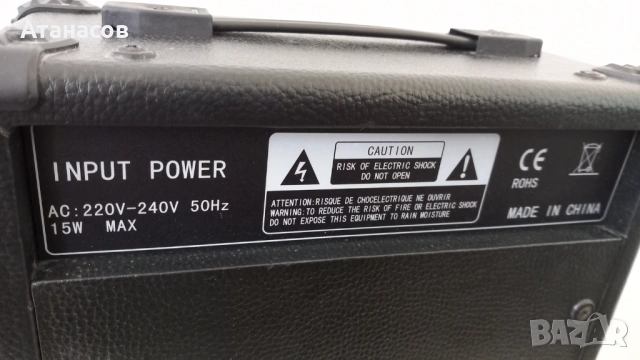 Атанасов
INPUT POWER
AC:220V-240V 50Hz
15W MAX
CAUTION
RISK OF ELECTRIC SHOCK
DO NOT OPEN
ATTENTION:RISQUE DE CHOCELECTRIQUE NE OUVRIR
WARNING:TO REDUCE THE RISK OF FIRE OR ELECTRIC SHOCK
DO NOT EXPOSE THIS EQUIPMENT TO RAIN MOISTURE
CE
ROHS
MADE IN CHINA
BAZAR